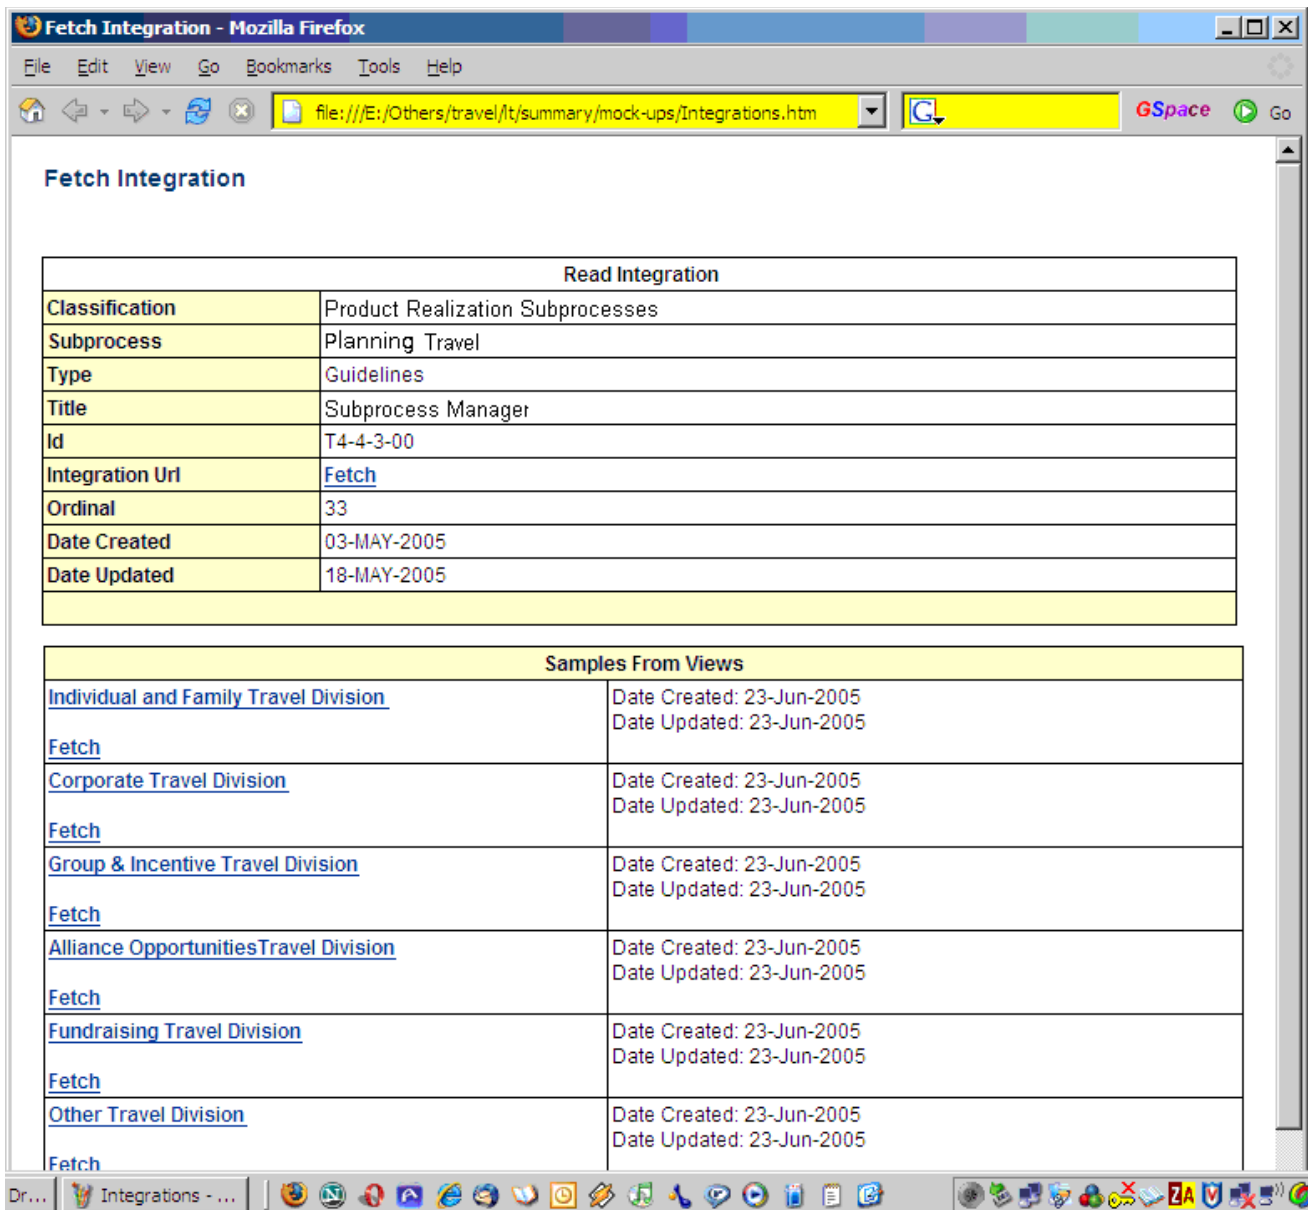 Fetch Integration - Mozilla Firefox
File Edit View Go Bookmarks Tools Help
file:///E:/Others/travel/lt/summary/mock-ups/Integrations.htm G GSpace Go
Fetch Integration
Read Integration
Classification Product Realization Subprocesses
Subprocess Planning Travel
Type Guidelines
Title Subprocess Manager
Id T4-4-3-00
Integration Url Fetch
Ordinal 33
Date Created 03-MAY-2005
Date Updated 18-MAY-2005
Samples From Views
Individual and Family Travel Division Date Created: 23-Jun-2005
Date Updated: 23-Jun-2005
Fetch
Corporate Travel Division Date Created: 23-Jun-2005
Date Updated: 23-Jun-2005
Fetch
Group & Incentive Travel Division Date Created: 23-Jun-2005
Date Updated: 23-Jun-2005
Fetch
Alliance OpportunitiesTravel Division Date Created: 23-Jun-2005
Date Updated: 23-Jun-2005
Fetch
Fundraising Travel Division Date Created: 23-Jun-2005
Date Updated: 23-Jun-2005
Fetch
Other Travel Division Date Created: 23-Jun-2005
Date Updated: 23-Jun-2005
Fetch
Dr... Integrations - ... ZA